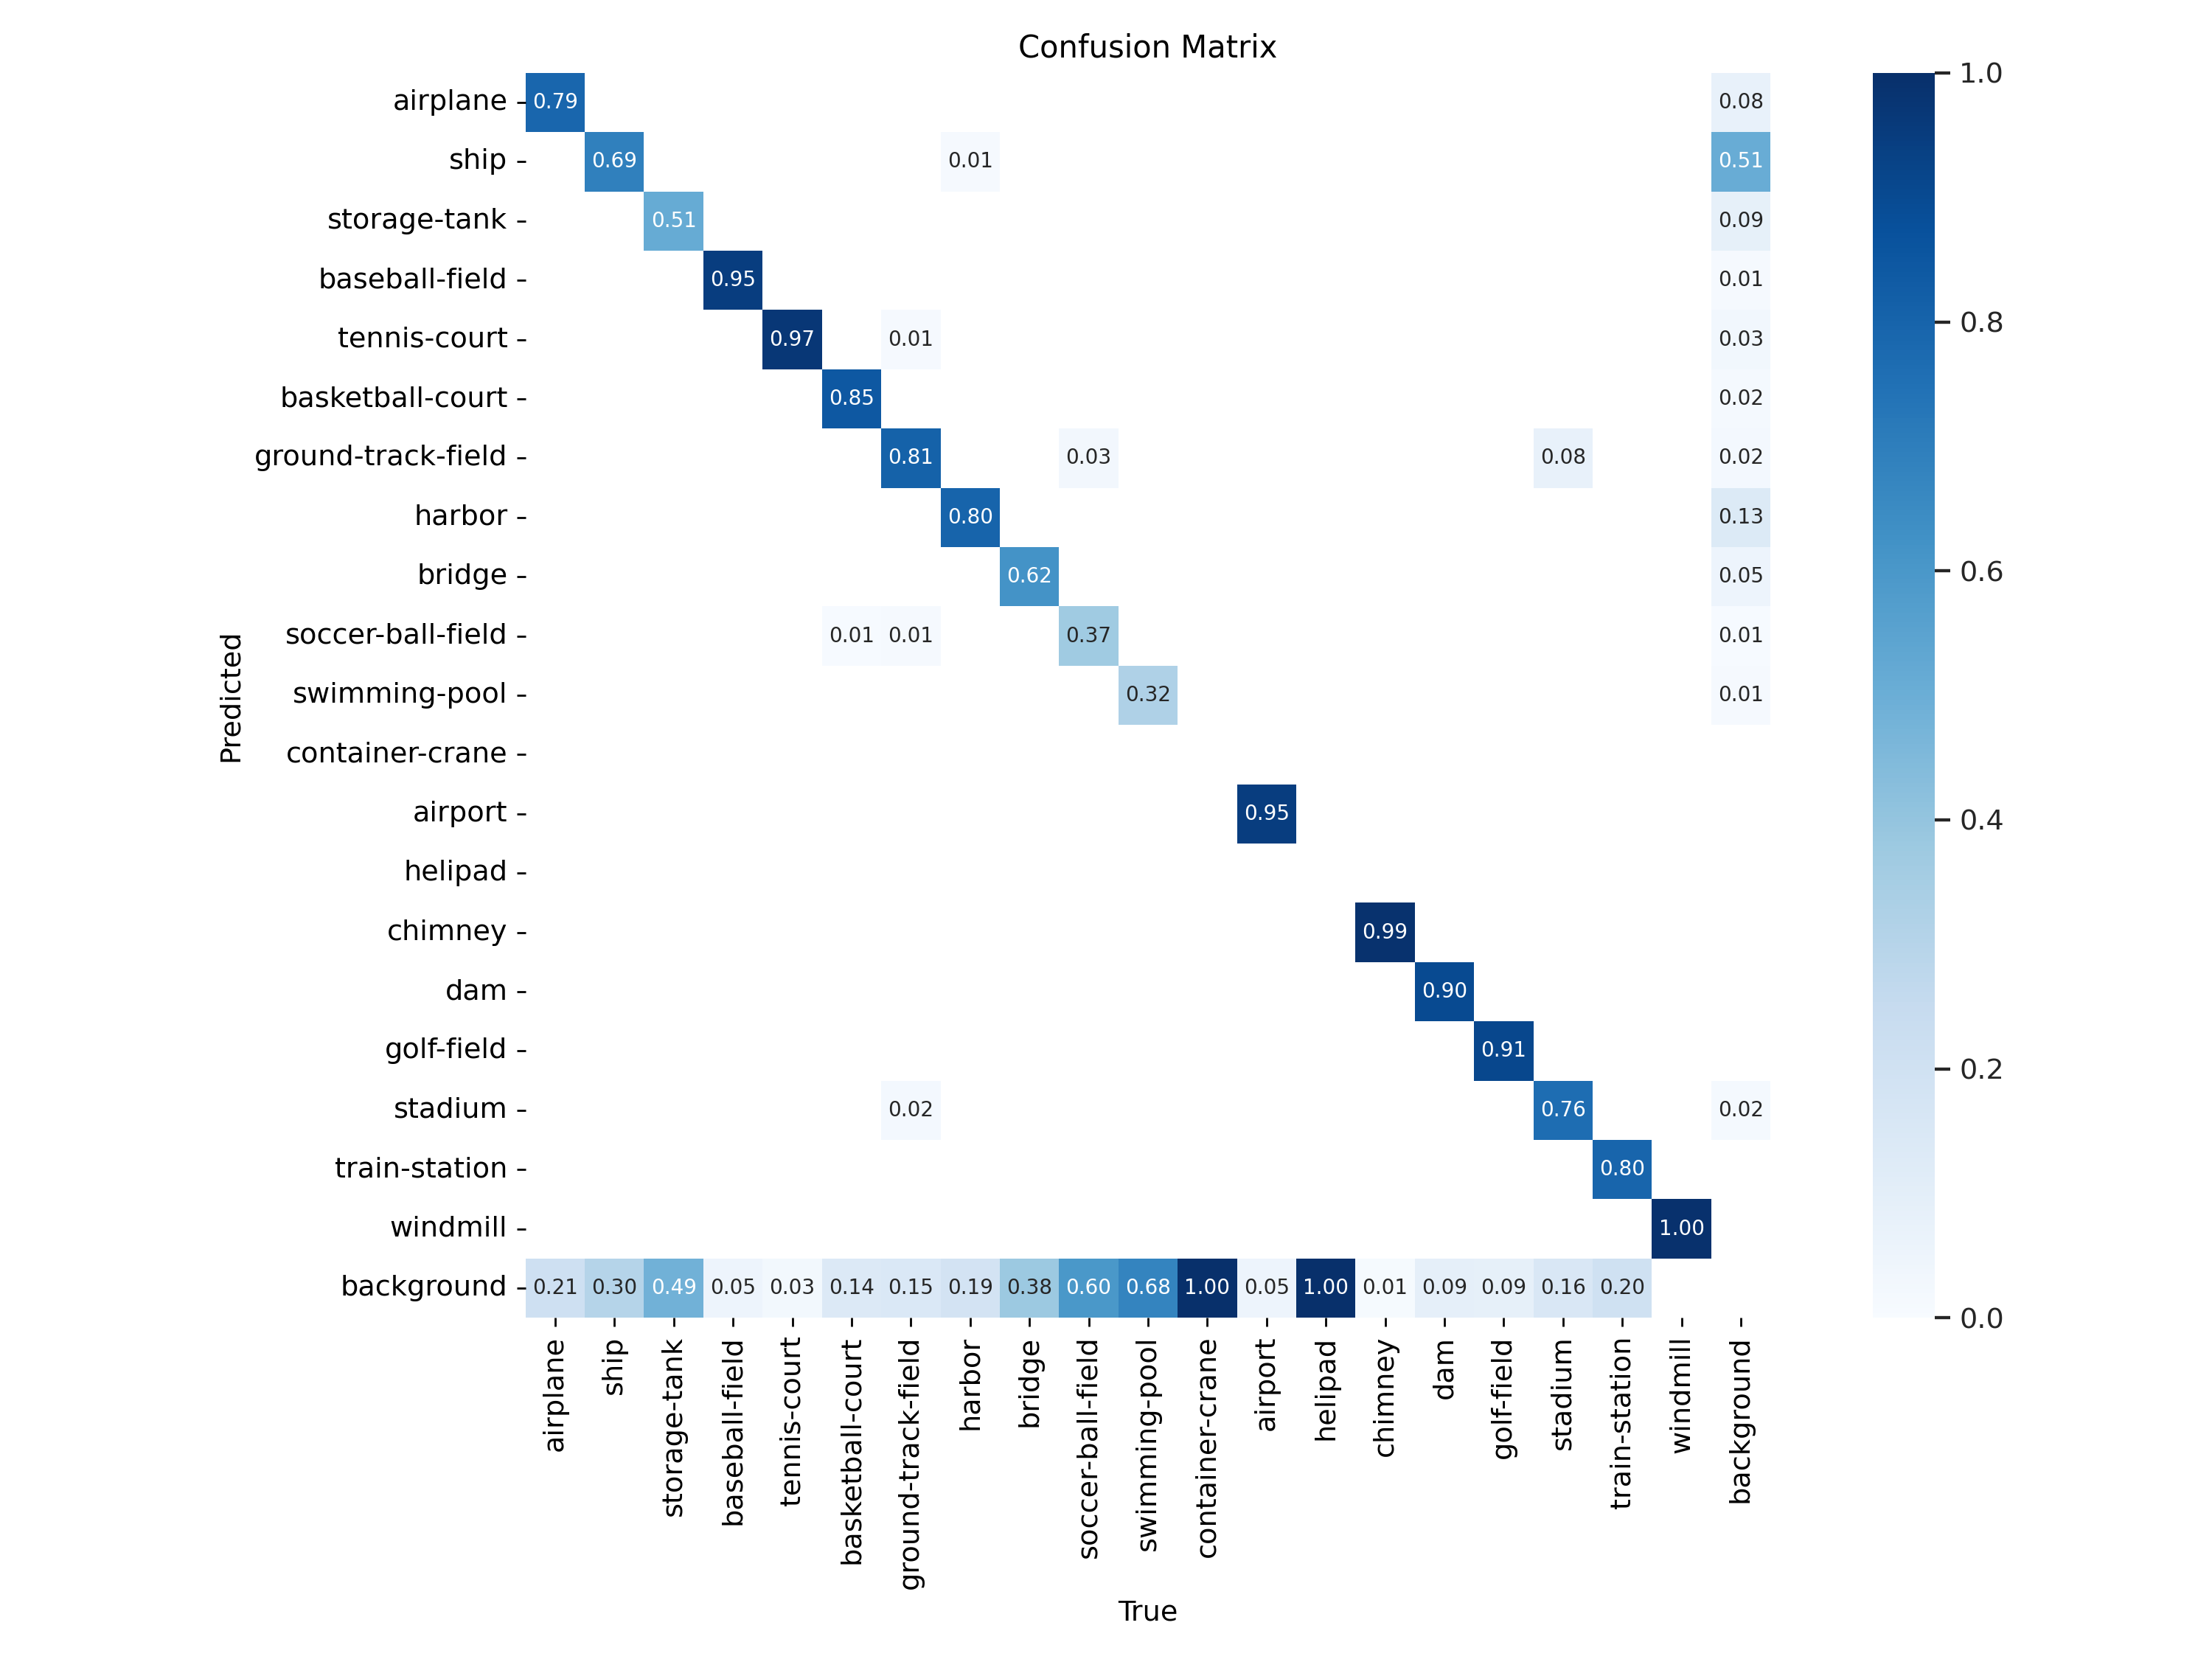 Confusion Matrix
Predicted
airplane 0.79 0.08
ship 0.69 0.01 0.51
storage-tank 0.51 0.09
baseball-field 0.95 0.01
tennis-court 0.97 0.01 0.03
basketball-court 0.85 0.02
ground-track-field 0.81 0.03 0.08 0.02
harbor 0.80 0.13
bridge 0.62 0.05
soccer-ball-field 0.01 0.01 0.37 0.01
swimming-pool 0.32 0.01
container-crane
airport 0.95
helipad
chimney 0.99
dam 0.90
golf-field 0.91
stadium 0.02 0.76 0.02
train-station 0.80
windmill 1.00
background 0.21 0.30 0.49 0.05 0.03 0.14 0.15 0.19 0.38 0.60 0.68 1.00 0.05 1.00 0.01 0.09 0.09 0.16 0.20
airplane
ship
storage-tank
baseball-field
tennis-court
basketball-court
ground-track-field
harbor
bridge
soccer-ball-field
swimming-pool
container-crane
airport
helipad
chimney
dam
golf-field
stadium
train-station
windmill
background
True
1.0
0.8
0.6
0.4
0.2
0.0